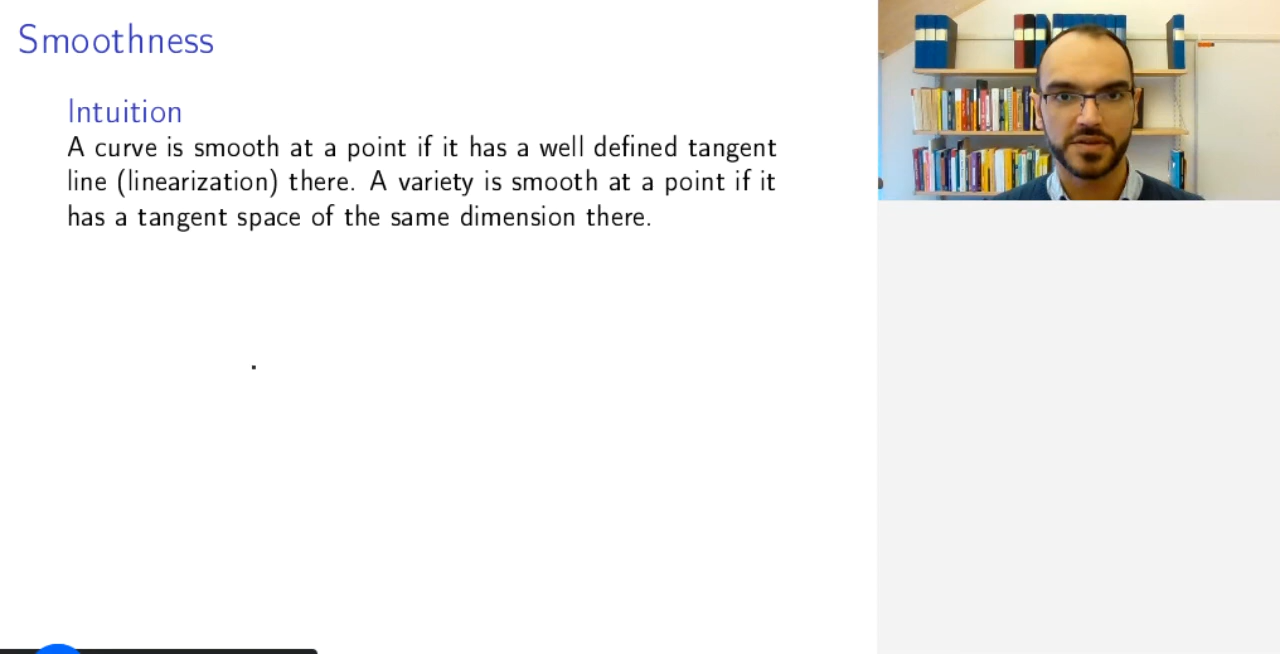 Smoothness
Intuition
A curve is smooth at a point if it has a well defined tangent
line (linearization) there. A variety is smooth at a point if it
has a tangent space of the same dimension there.